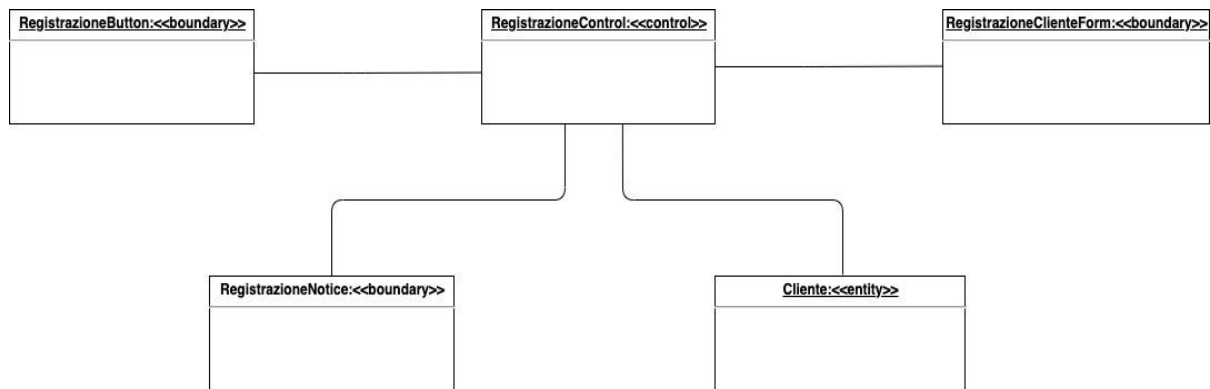 RegistrazioneButton:<<boundary>>
RegistrazioneControl:<<control>>
RegistrazioneClienteForm:<<boundary>>
RegistrazioneNotice:<<boundary>>
Cliente:<<entity>>